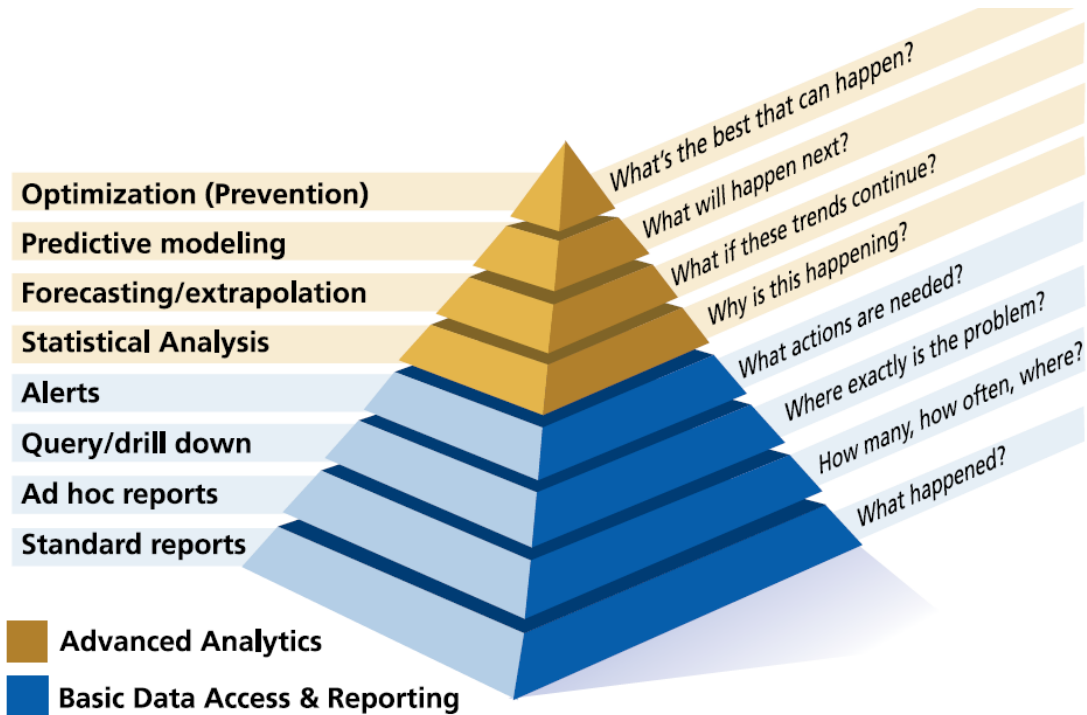 What's the best that can happen?
What will happen next?
What if these trends continue?
Why is this happening?
What actions are needed?
Where exactly is the problem?
How many, how often, where?
What happened?
Optimization (Prevention)
Predictive modeling
Forecasting/extrapolation
Statistical Analysis
Alerts
Query/drill down
Ad hoc reports
Standard reports
Advanced Analytics
Basic Data Access & Reporting